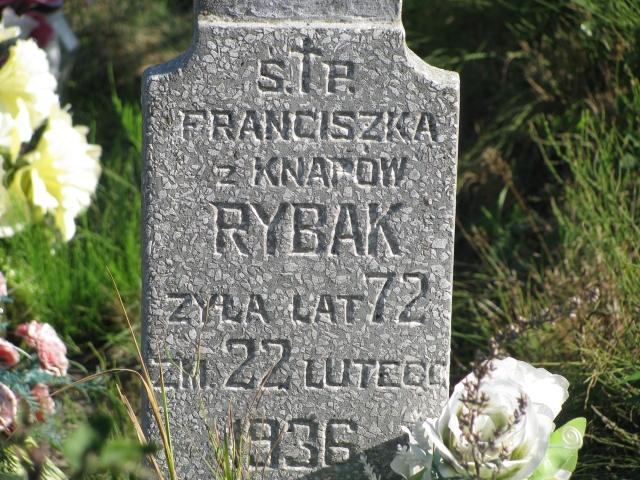 Ś.†P.
FRANCISZKA
z KNAPÓW
RYBAK
ŻYŁA LAT 72
ZM. 22 LUTEGO
1936